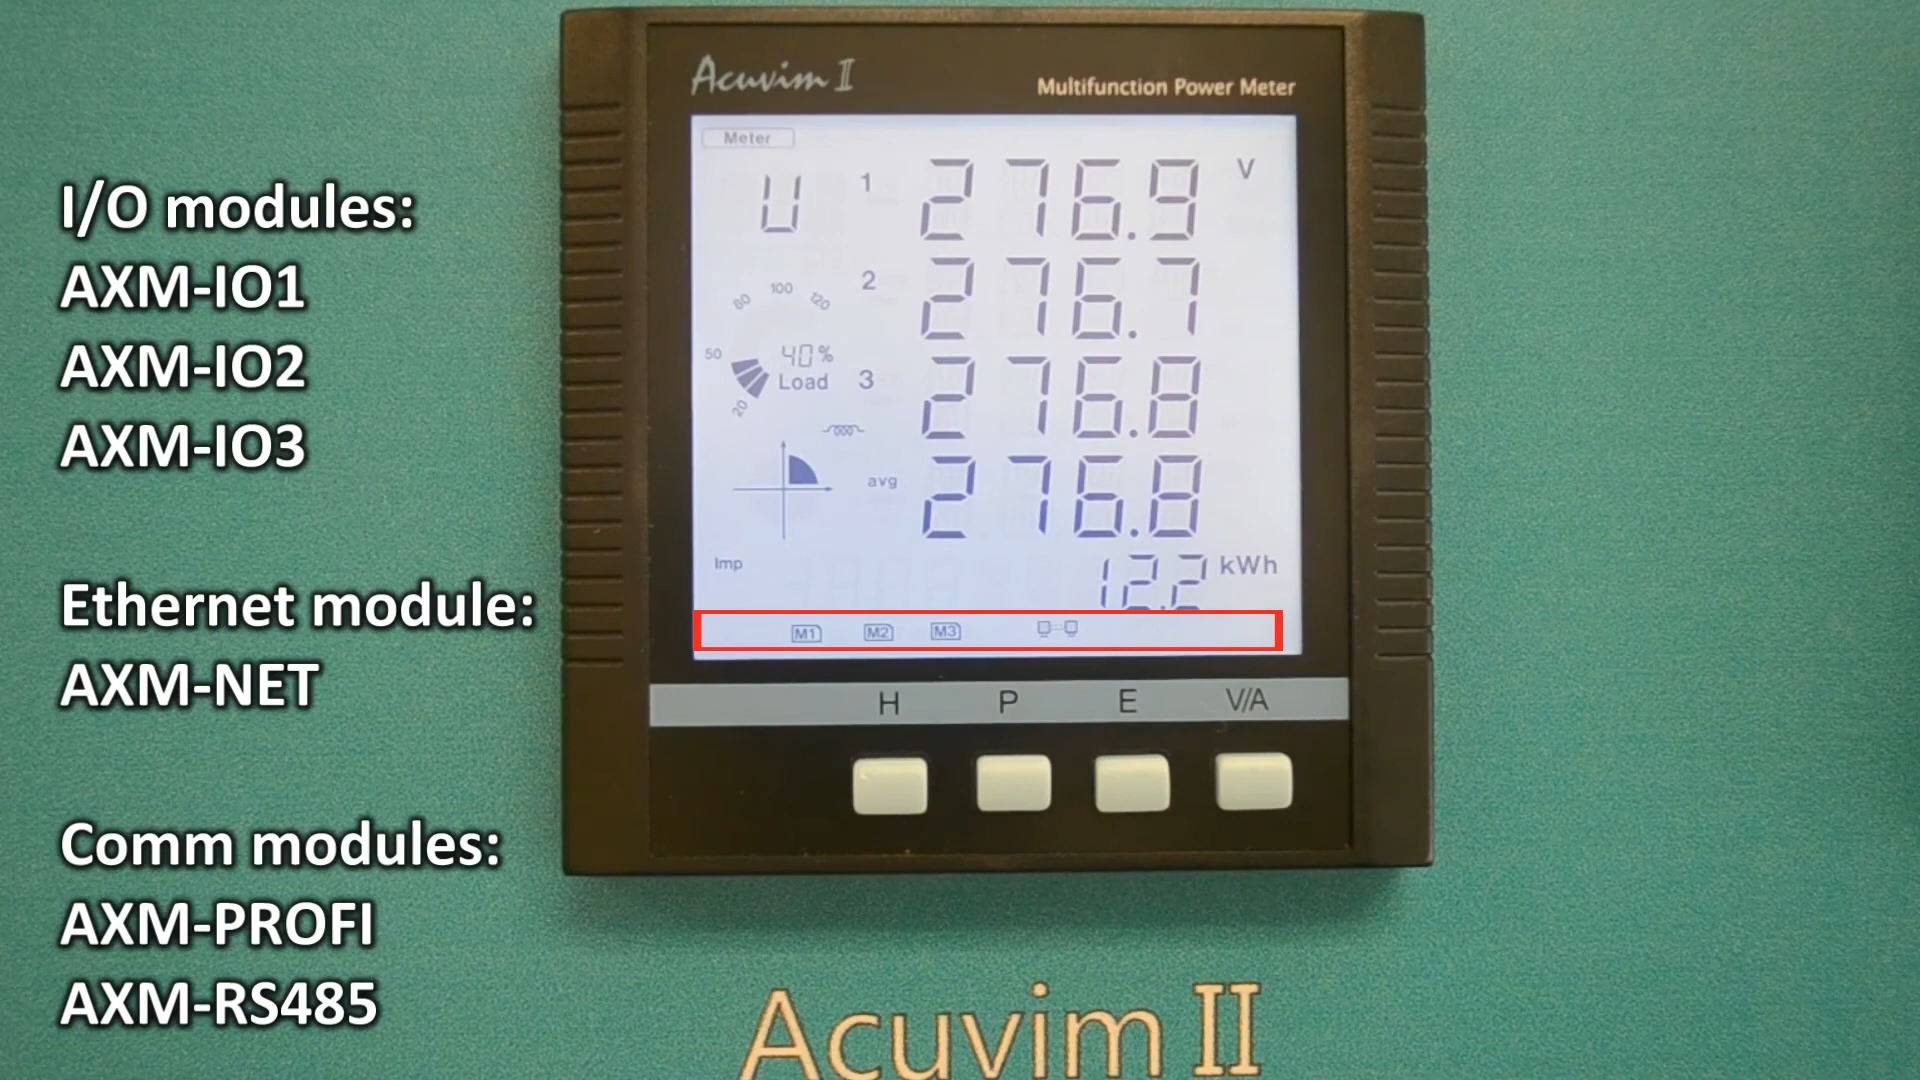 I/O modules:
AXM-IO1
AXM-IO2
AXM-IO3
Ethernet module:
AXM-NET
Comm modules:
AXM-PROFI
AXM-RS485
Acuvim II
Multifunction Power Meter
Meter
U 1 276.9 V
2 276.7
3 276.8
avg 276.8
Imp 12.2 kWh
100
80 120
50
20
40%
Load
M1 M2 M3
H P E V/A
Acuvim II